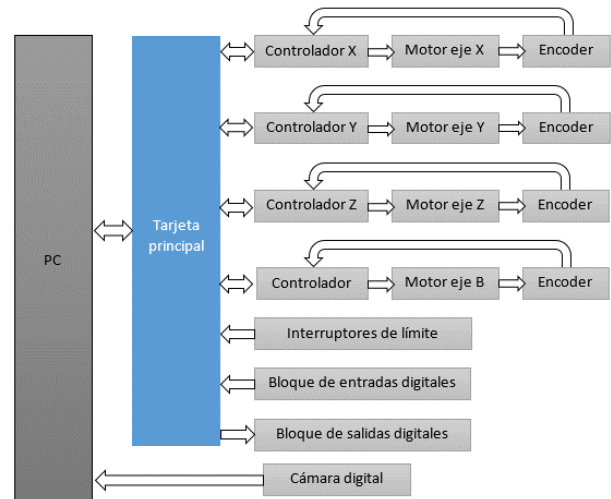 Controlador X
Motor eje X
Encoder
Controlador Y
Motor eje Y
Encoder
Controlador Z
Motor eje Z
Encoder
Tarjeta
principal
PC
Controlador
Motor eje B
Encoder
Interruptores de límite
Bloque de entradas digitales
Bloque de salidas digitales
Cámara digital